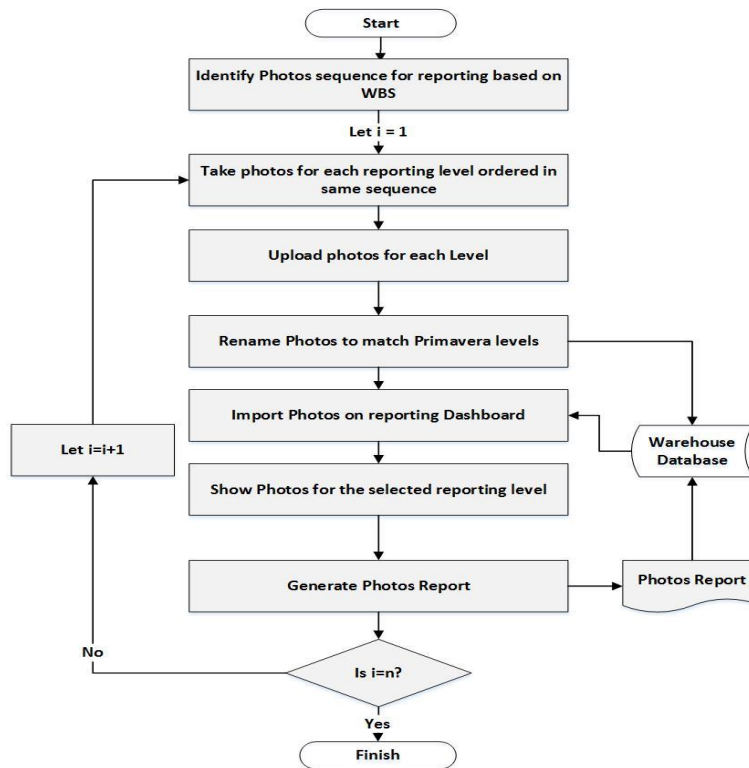 Start
Identify Photos sequence for reporting based on
WBS
Let i = 1
Take photos for each reporting level ordered in
same sequence
Upload photos for each Level
Rename Photos to match Primavera levels
Import Photos on reporting Dashboard
Let i=i+1
Warehouse
Database
Show Photos for the selected reporting level
Generate Photos Report
Photos Report
No
Is i=n?
Yes
Finish